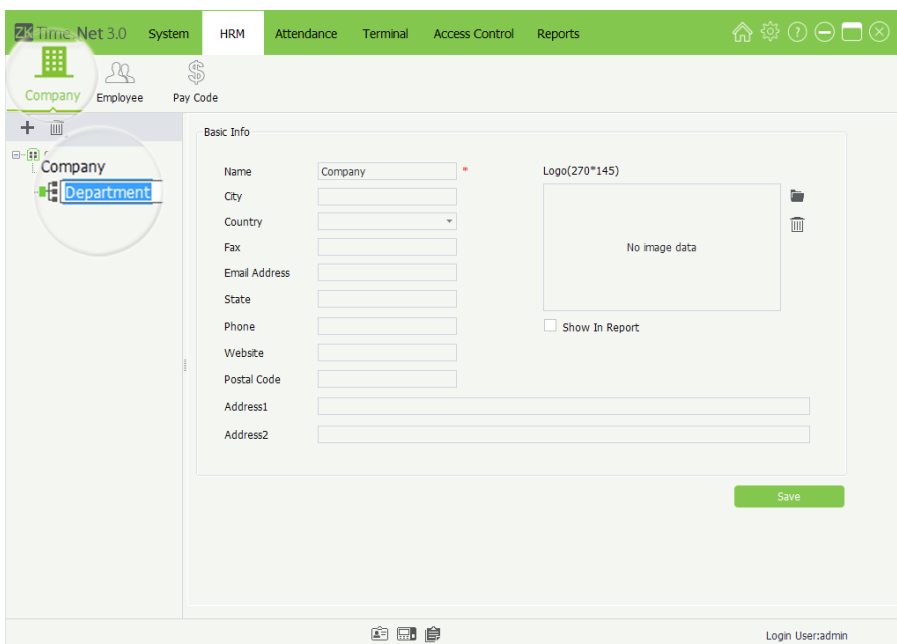 ZKTime.Net 3.0 System HRM Attendance Terminal Access Control Reports
Company Employee Pay Code
Company
Department
Basic Info
Name Company * Logo(270*145)
City
Country
Fax No image data
Email Address
State
Phone Show In Report
Website
Postal Code
Address1
Address2
Save
Login User:admin